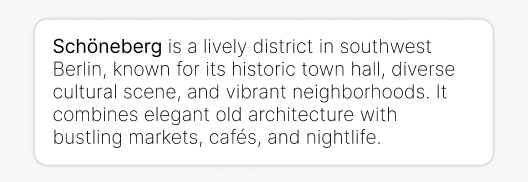 Schöneberg is a lively district in southwest
Berlin, known for its historic town hall, diverse
cultural scene, and vibrant neighborhoods. It
combines elegant old architecture with
bustling markets, cafés, and nightlife.